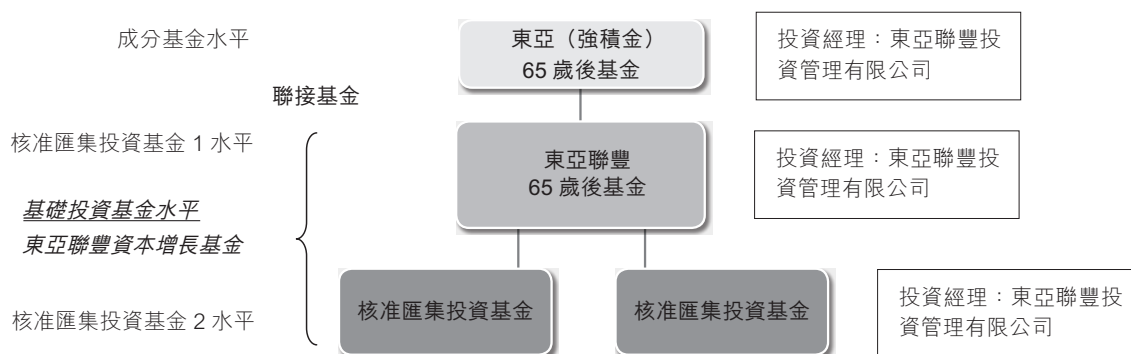 成分基金水平
東亞（強積金）
65 歲後基金
投資經理：東亞聯豐投
資管理有限公司
聯接基金
核准匯集投資基金 1 水平
東亞聯豐
65 歲後基金
投資經理：東亞聯豐投
資管理有限公司
基礎投資基金水平
東亞聯豐資本增長基金
核准匯集投資基金 2 水平
核准匯集投資基金
核准匯集投資基金
投資經理：東亞聯豐投
資管理有限公司